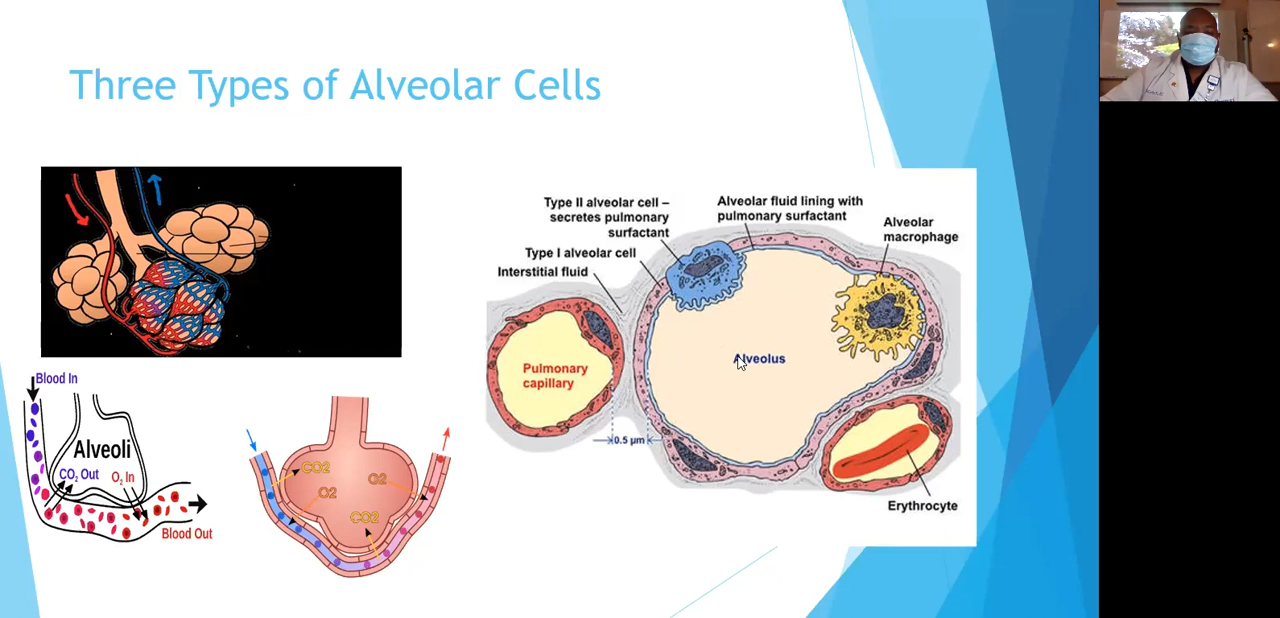 Three Types of Alveolar Cells
Type II alveolar cell –
secretes pulmonary
surfactant
Alveolar fluid lining with
pulmonary surfactant
Alveolar
macrophage
Type I alveolar cell
Interstitial fluid
Pulmonary
capillary
Alveolus
0.5 µm
Erythrocyte
Blood In
Alveoli
CO2 Out
O2 In
Blood Out
CO2
O2
O2
CO2